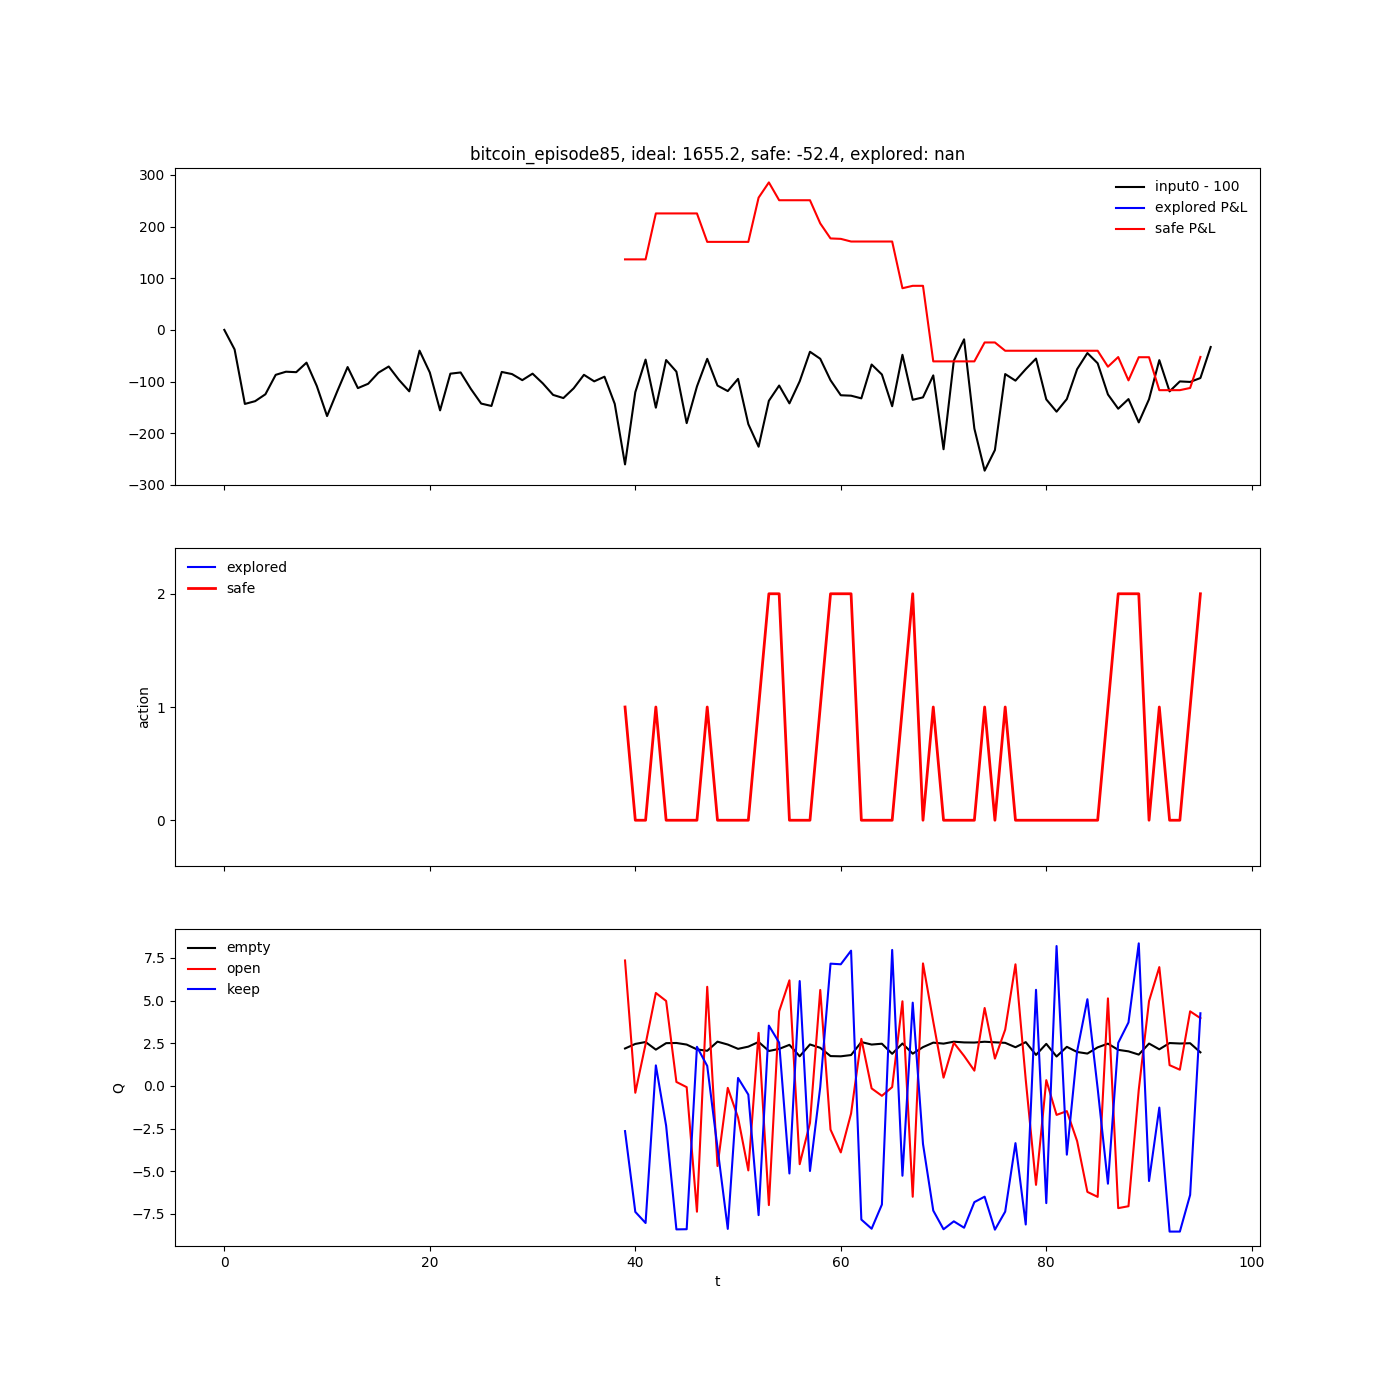 bitcoin_episode85, ideal: 1655.2, safe: -52.4, explored: nan
300
200
100
0
−100
−200
−300
input0 - 100
explored P&L
safe P&L
action
2
1
0
explored
safe
Q
7.5
5.0
2.5
0.0
−2.5
−5.0
−7.5
empty
open
keep
0
20
40
60
80
100
t